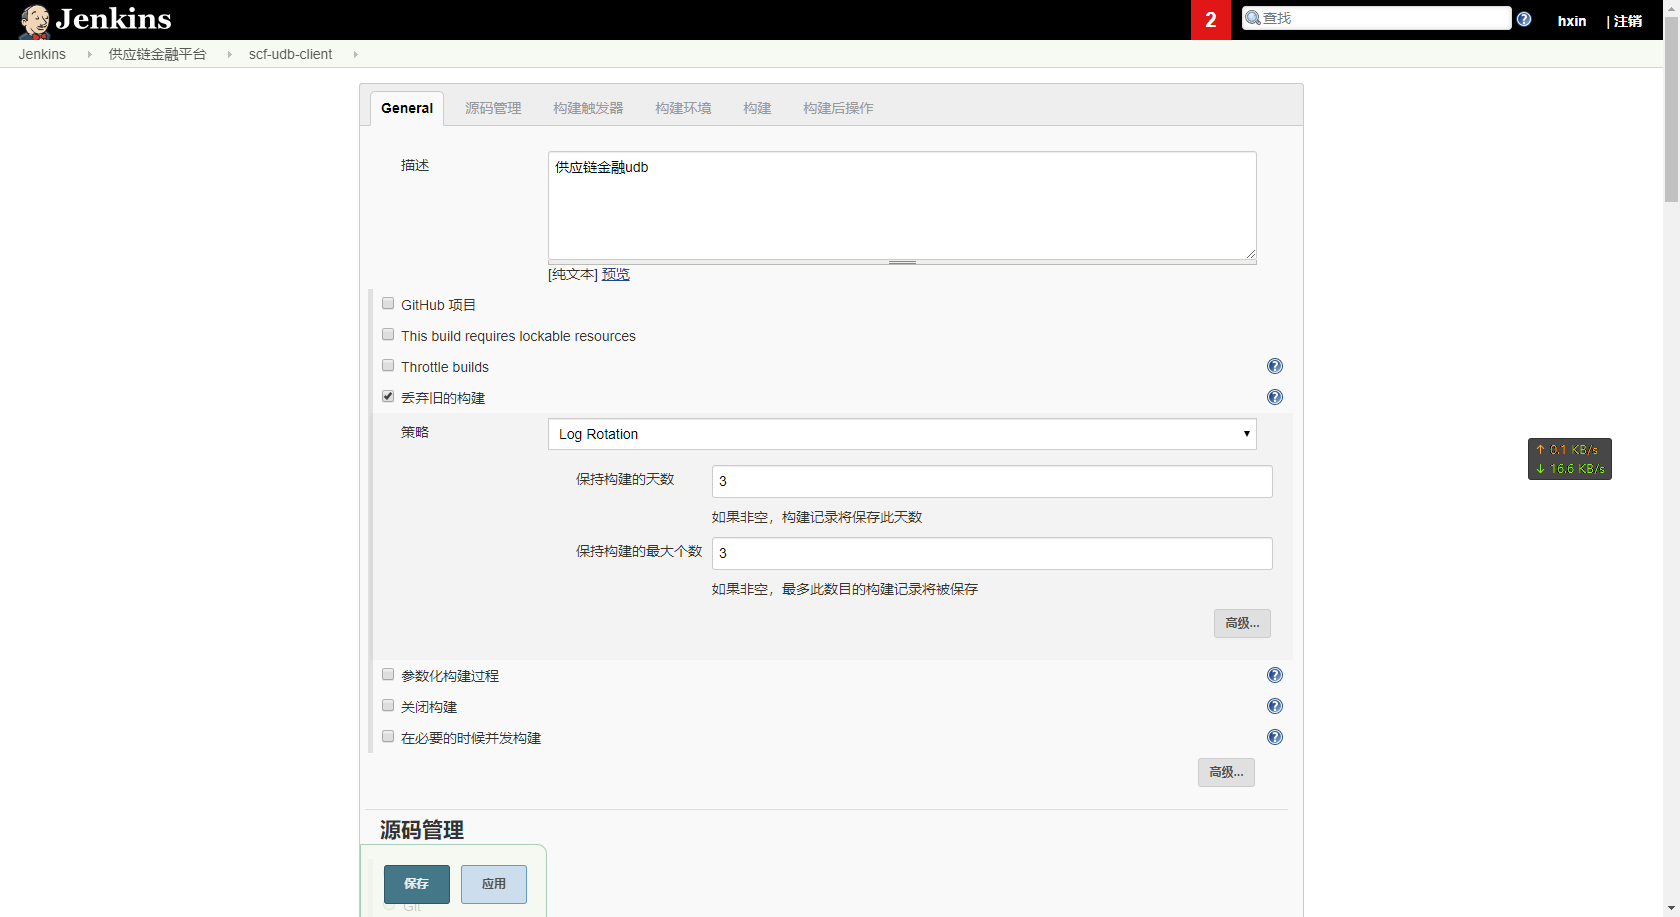 Jenkins
2
查找
hxin
| 注销
Jenkins
供应链金融平台
scf-udb-client
General
源码管理
构建触发器
构建环境
构建
构建后操作
描述
供应链金融udb
[纯文本] 预览
GitHub 项目
This build requires lockable resources
Throttle builds
丢弃旧的构建
策略
Log Rotation
保持构建的天数
3
如果非空，构建记录将保存此天数
保持构建的最大个数
3
如果非空，最多此数目的构建记录将被保存
高级...
↑ 0.1 KB/s
↓ 16.6 KB/s
参数化构建过程
关闭构建
在必要的时候并发构建
高级...
源码管理
保存
应用
Git